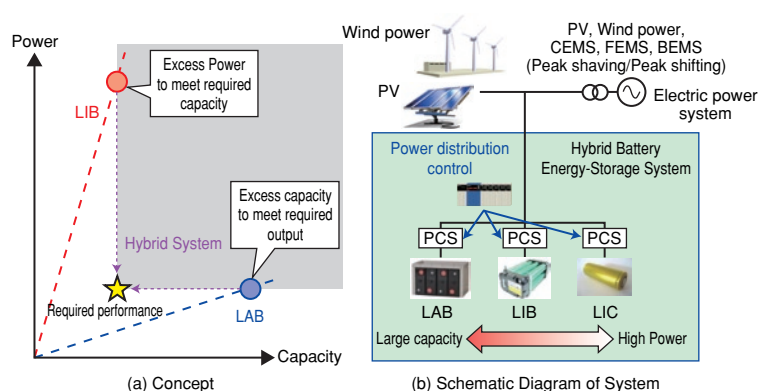 Power
Excess Power
to meet required
capacity
LIB
Excess capacity
to meet required
output
Hybrid System
Required performance
LAB
Capacity
(a) Concept
Wind power
PV, Wind power,
CEMS, FEMS, BEMS
(Peak shaving/Peak shifting)
PV
Electric power
system
Power distribution
control
Hybrid Battery
Energy-Storage System
PCS
PCS
PCS
LAB
LIB
LIC
Large capacity
High Power
(b) Schematic Diagram of System